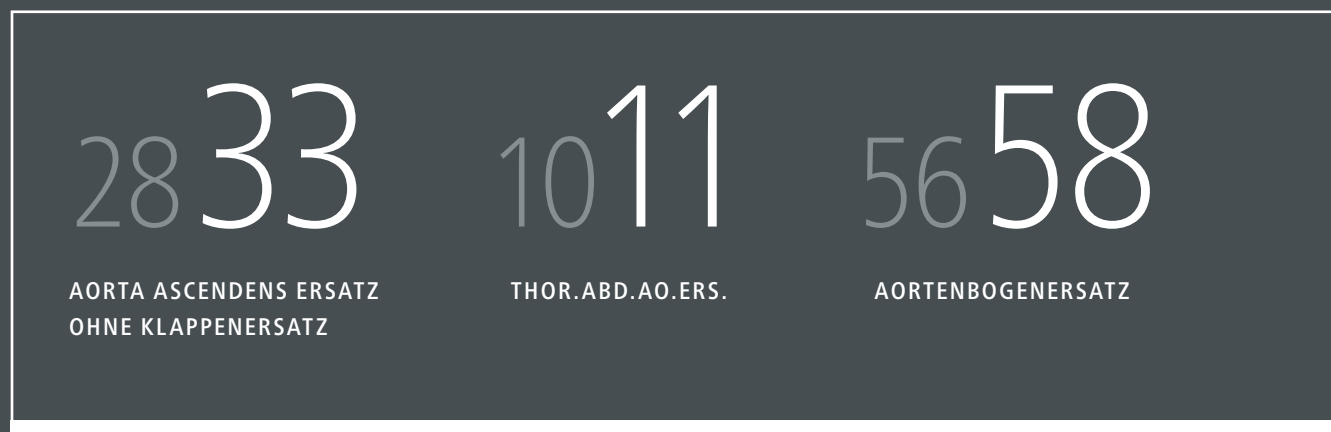 28 33 10 11 56 58
AORTA ASCENDENS ERSATZ THOR.ABD.AO.ERS. AORTENBOGENERSATZ
OHNE KLAPPENERSATZ